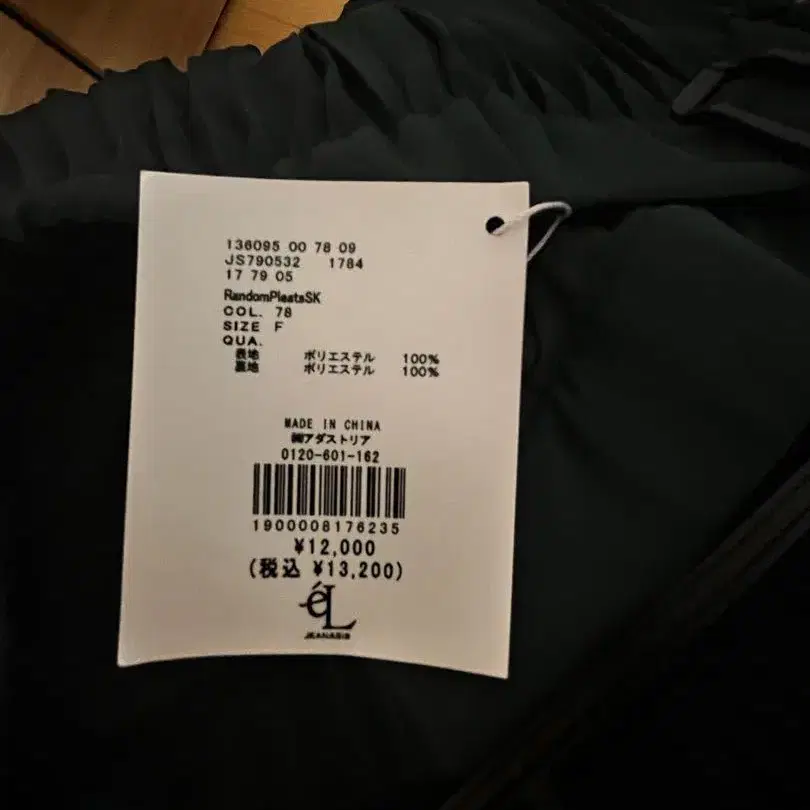 136095 00 78 09
JS790532 1784
17 79 05
RandomPleatsSK
COL. 78
SIZE F
QUA.
表地 ポリエステル 100%
裏地 ポリエステル 100%
MADE IN CHINA
㈱アダストリア
0120-601-162
1900008176235
¥12,000
(税込 ¥13,200)
éL
JEANASIS